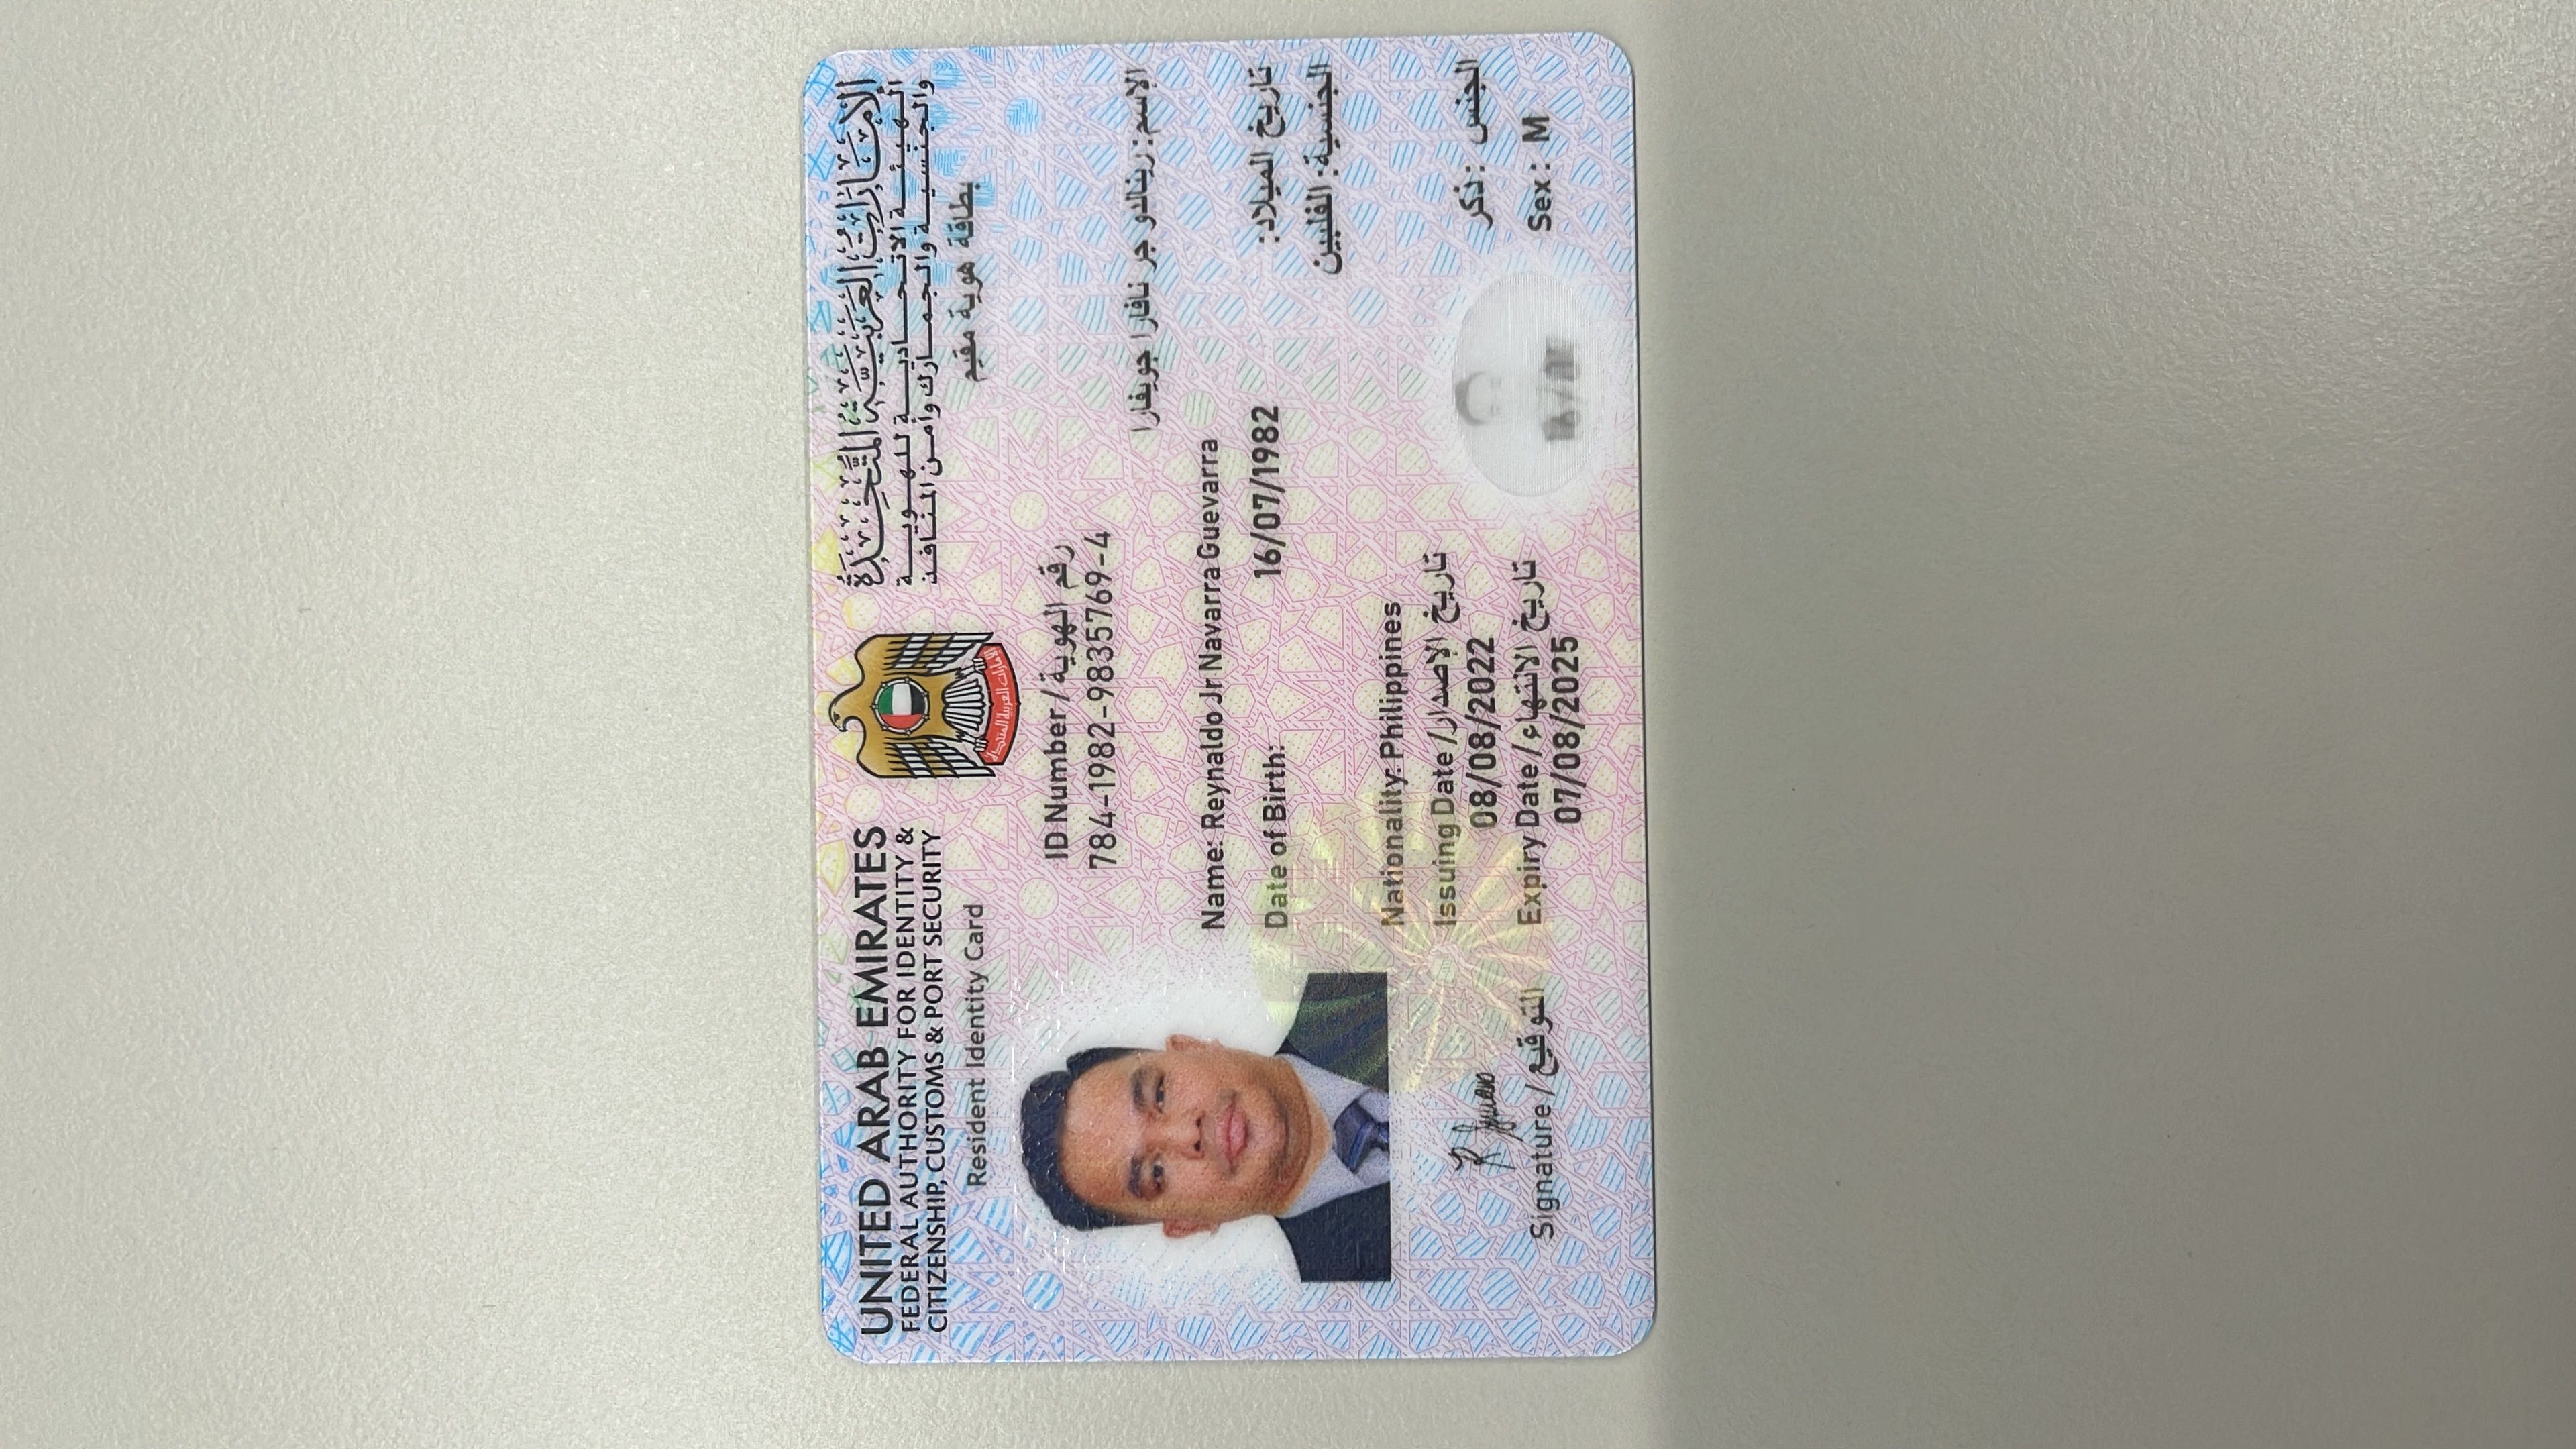 UNITED ARAB EMIRATES
FEDERAL AUTHORITY FOR IDENTITY &
CITIZENSHIP, CUSTOMS & PORT SECURITY
Resident Identity Card
الإمارات العربية المتحدة
الهيئة الاتحادية للهوية
والجنسية والجمارك وأمن المنافذ
بطاقة هوية مقيم
الإمارات العربية المتحدة
ID Number / رقم الهوية
784-1982-9835769-4
الإسم: رينالدو جر نافارا جويفارا
Name: Reynaldo Jr Navarra Guevarra
Date of Birth: 16/07/1982 تاريخ الميلاد:
الجنسية: الفلبين
Nationality: Philippines
Issuing Date / تاريخ الإصدار
08/08/2022
Expiry Date / تاريخ الانتهاء
07/08/2025
الجنس : ذكر
Sex : M
Signature / التوقيع